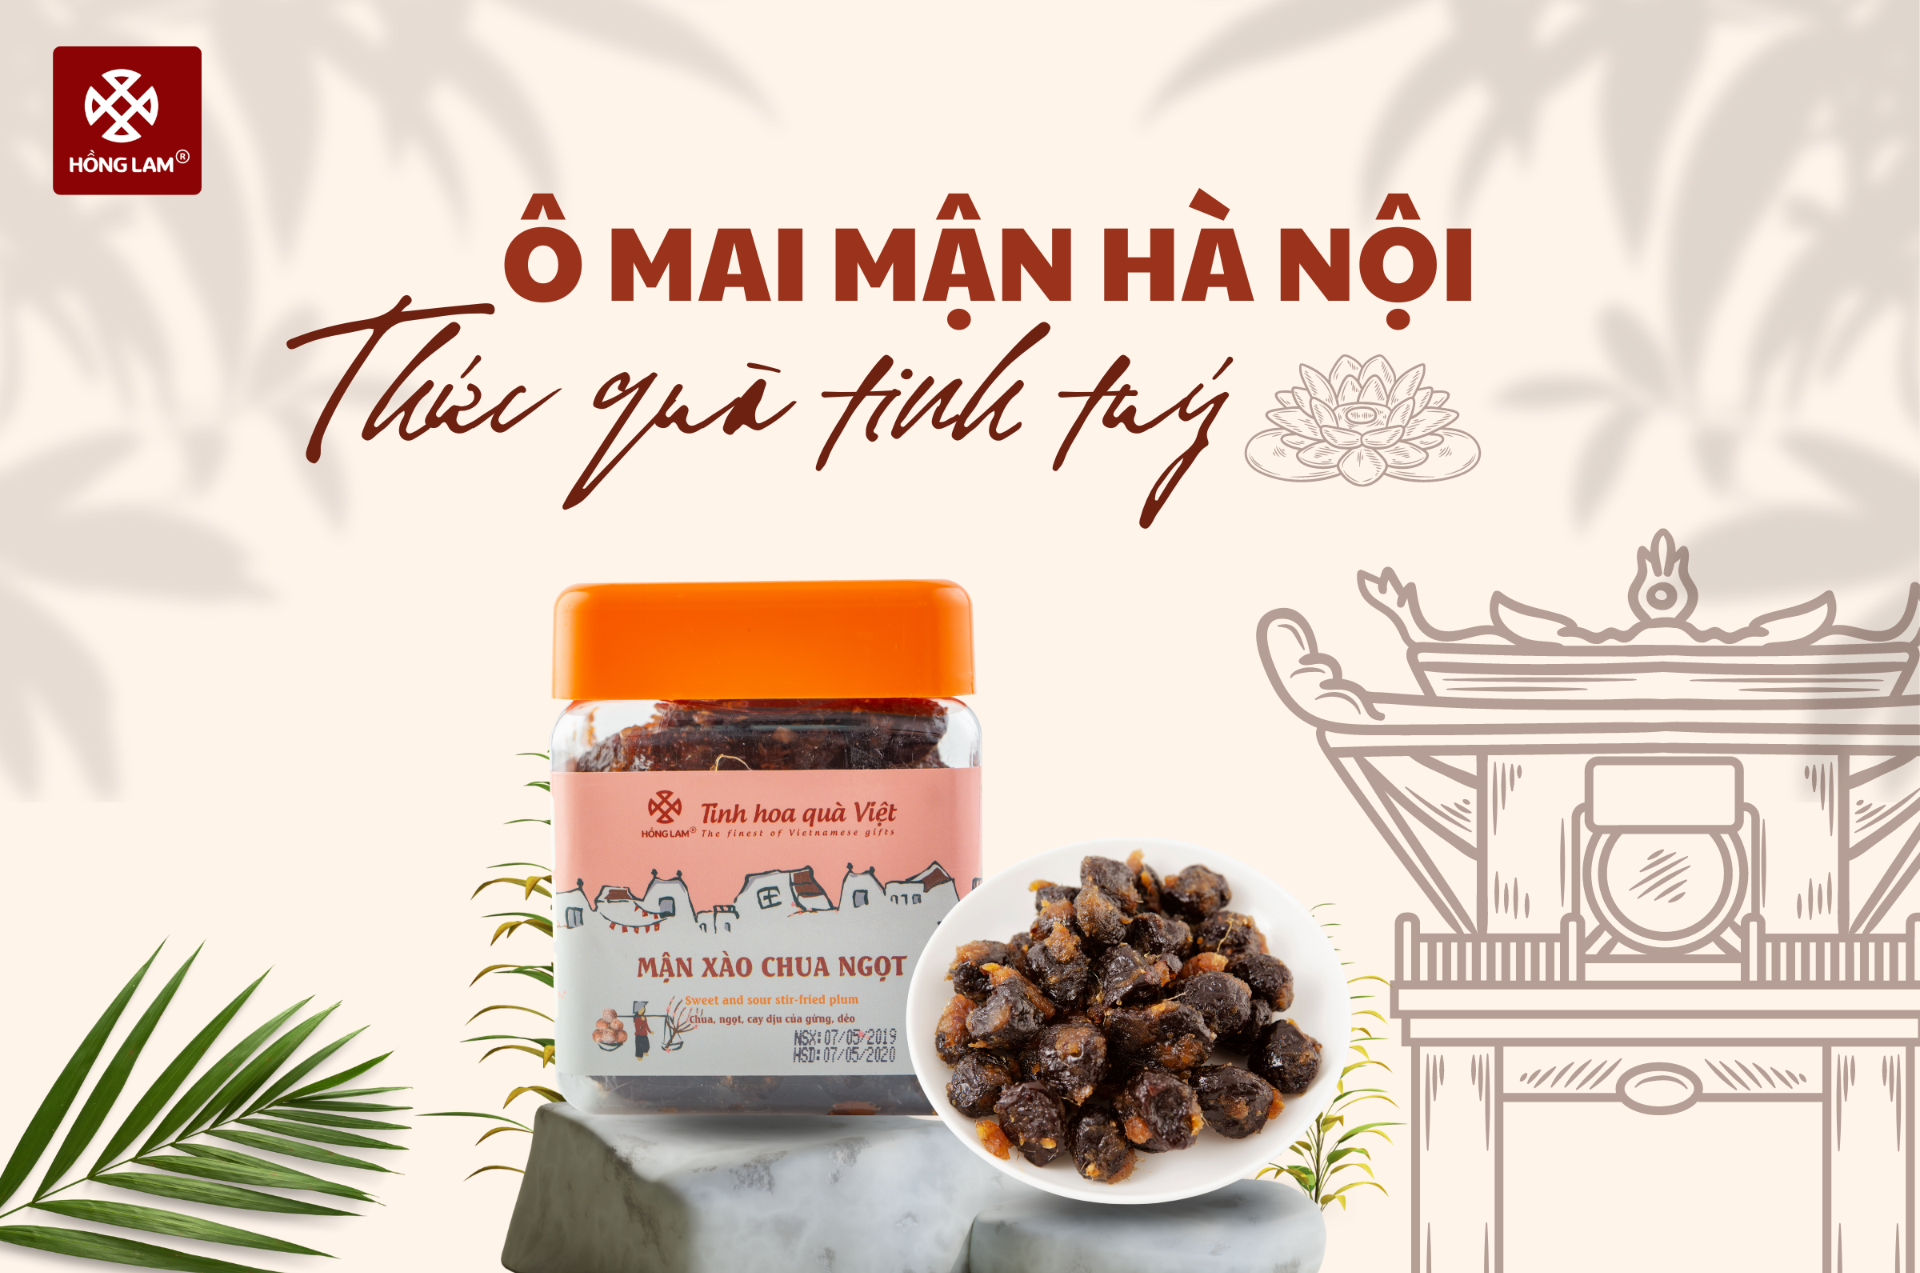 HỒNG LAM®
Ô MAI MẬN HÀ NỘI
Thức quà tinh tuý
HỒNG LAM®
Tinh hoa quà Việt
The finest of Vietnamese gifts
MẬN XÀO CHUA NGỌT
Sweet and sour stir-fried plum
Chua, ngọt, cay dịu của gừng, dẻo
NSX: 07/05/2019
HSD: 07/05/2020